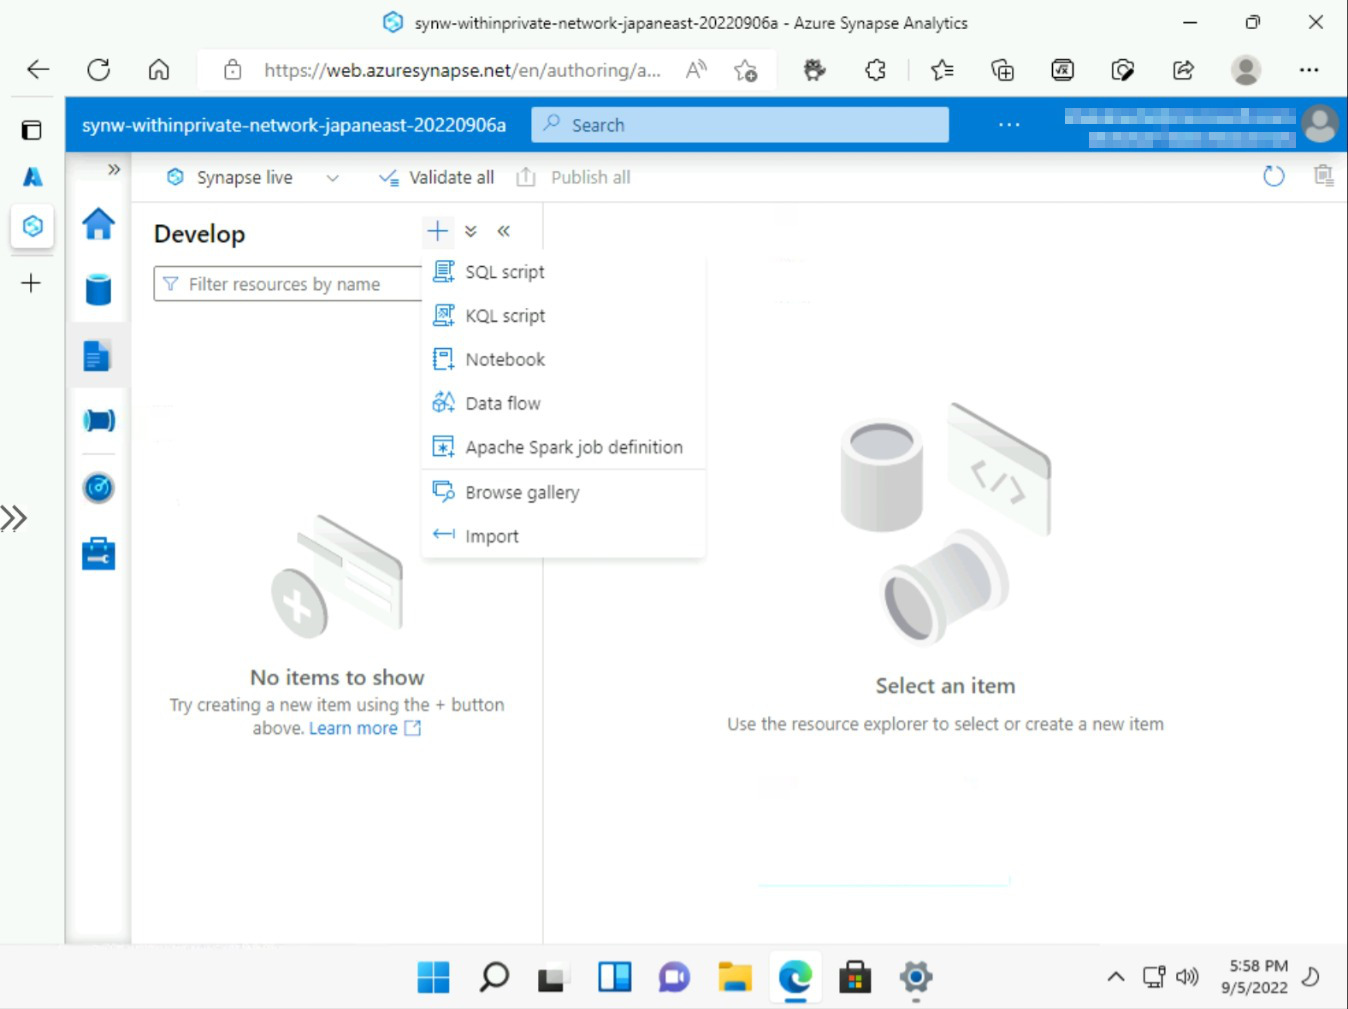 synw-withinprivate-network-japaneast-20220906a - Azure Synapse Analytics
https://web.azuresynapse.net/en/authoring/a...
synw-withinprivate-network-japaneast-20220906a
Search
Synapse live
Validate all
Publish all
Develop
Filter resources by name
SQL script
KQL script
Notebook
Data flow
Apache Spark job definition
Browse gallery
Import
No items to show
Try creating a new item using the + button
above. Learn more
Select an item
Use the resource explorer to select or create a new item
5:58 PM
9/5/2022